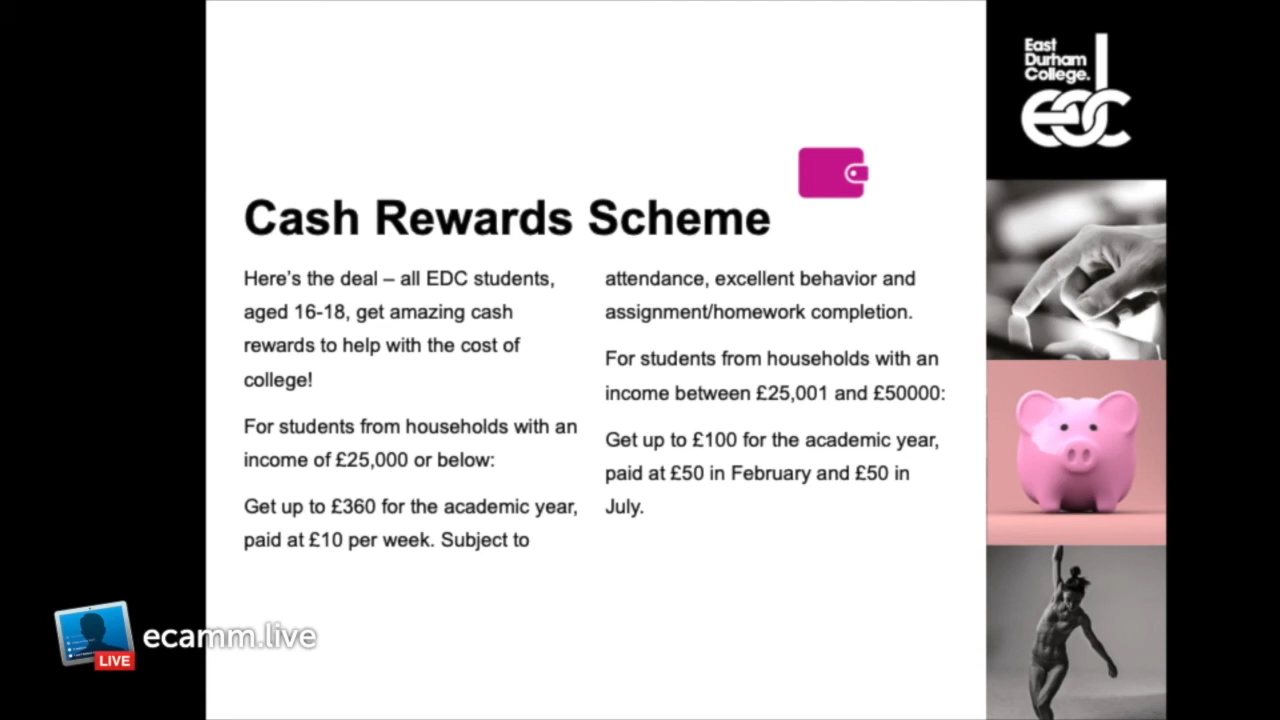 East
Durham
College.
edc
Cash Rewards Scheme
Here’s the deal – all EDC students,
aged 16-18, get amazing cash
rewards to help with the cost of
college!
For students from households with an
income of £25,000 or below:
Get up to £360 for the academic year,
paid at £10 per week. Subject to
attendance, excellent behavior and
assignment/homework completion.
For students from households with an
income between £25,001 and £50000:
Get up to £100 for the academic year,
paid at £50 in February and £50 in
July.
ecamm.live
LIVE